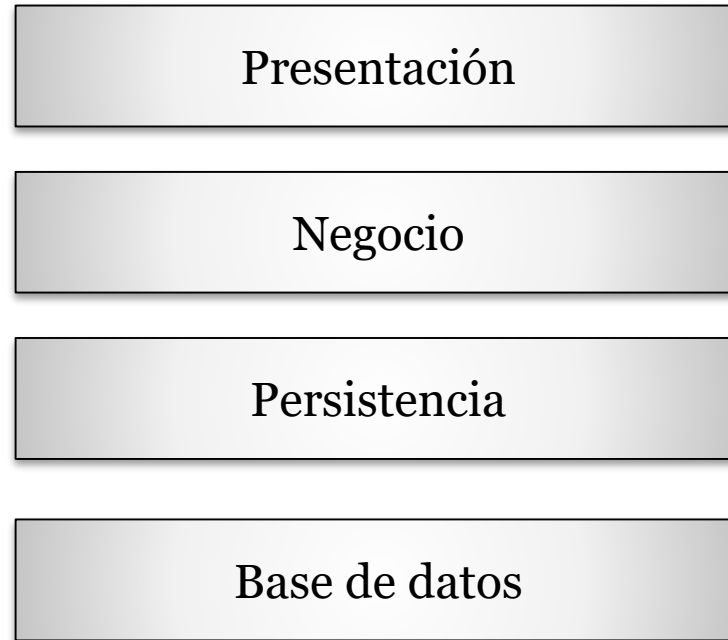 Presentación
Negocio
Persistencia
Base de datos